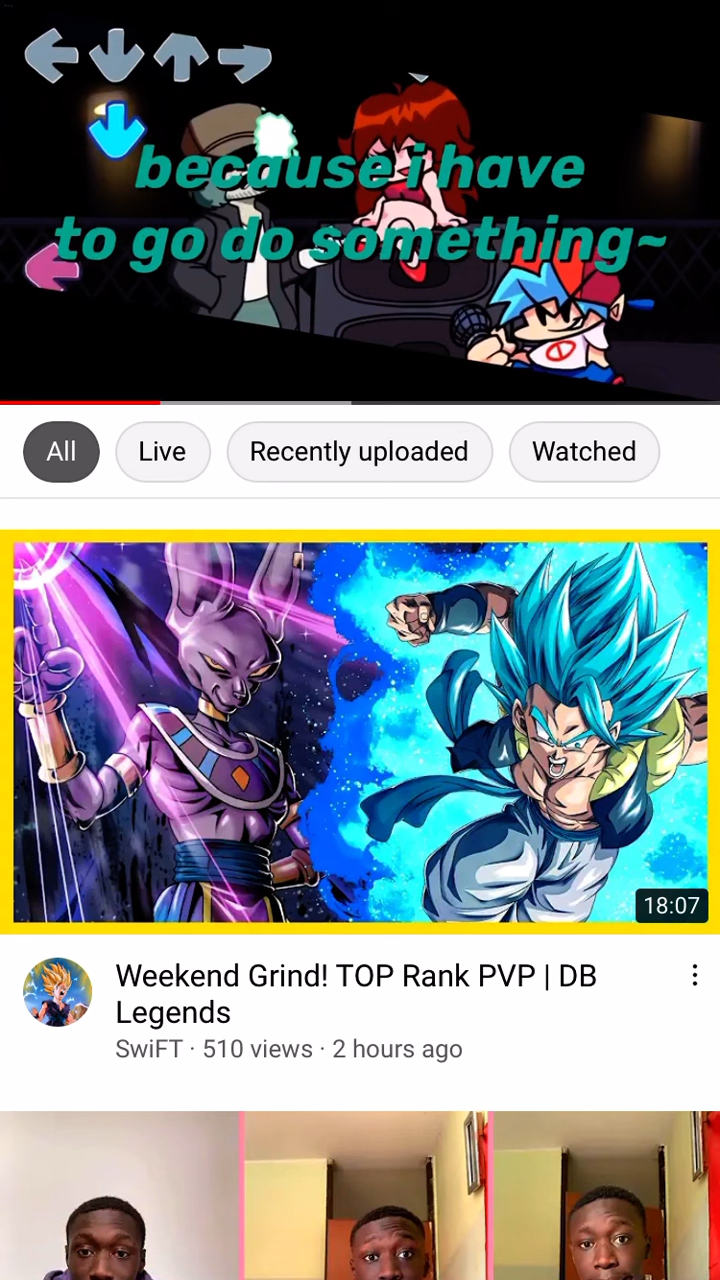 because i have
to go do something~
All
Live
Recently uploaded
Watched
18:07
Weekend Grind! TOP Rank PVP | DB
Legends
SwiFT · 510 views · 2 hours ago